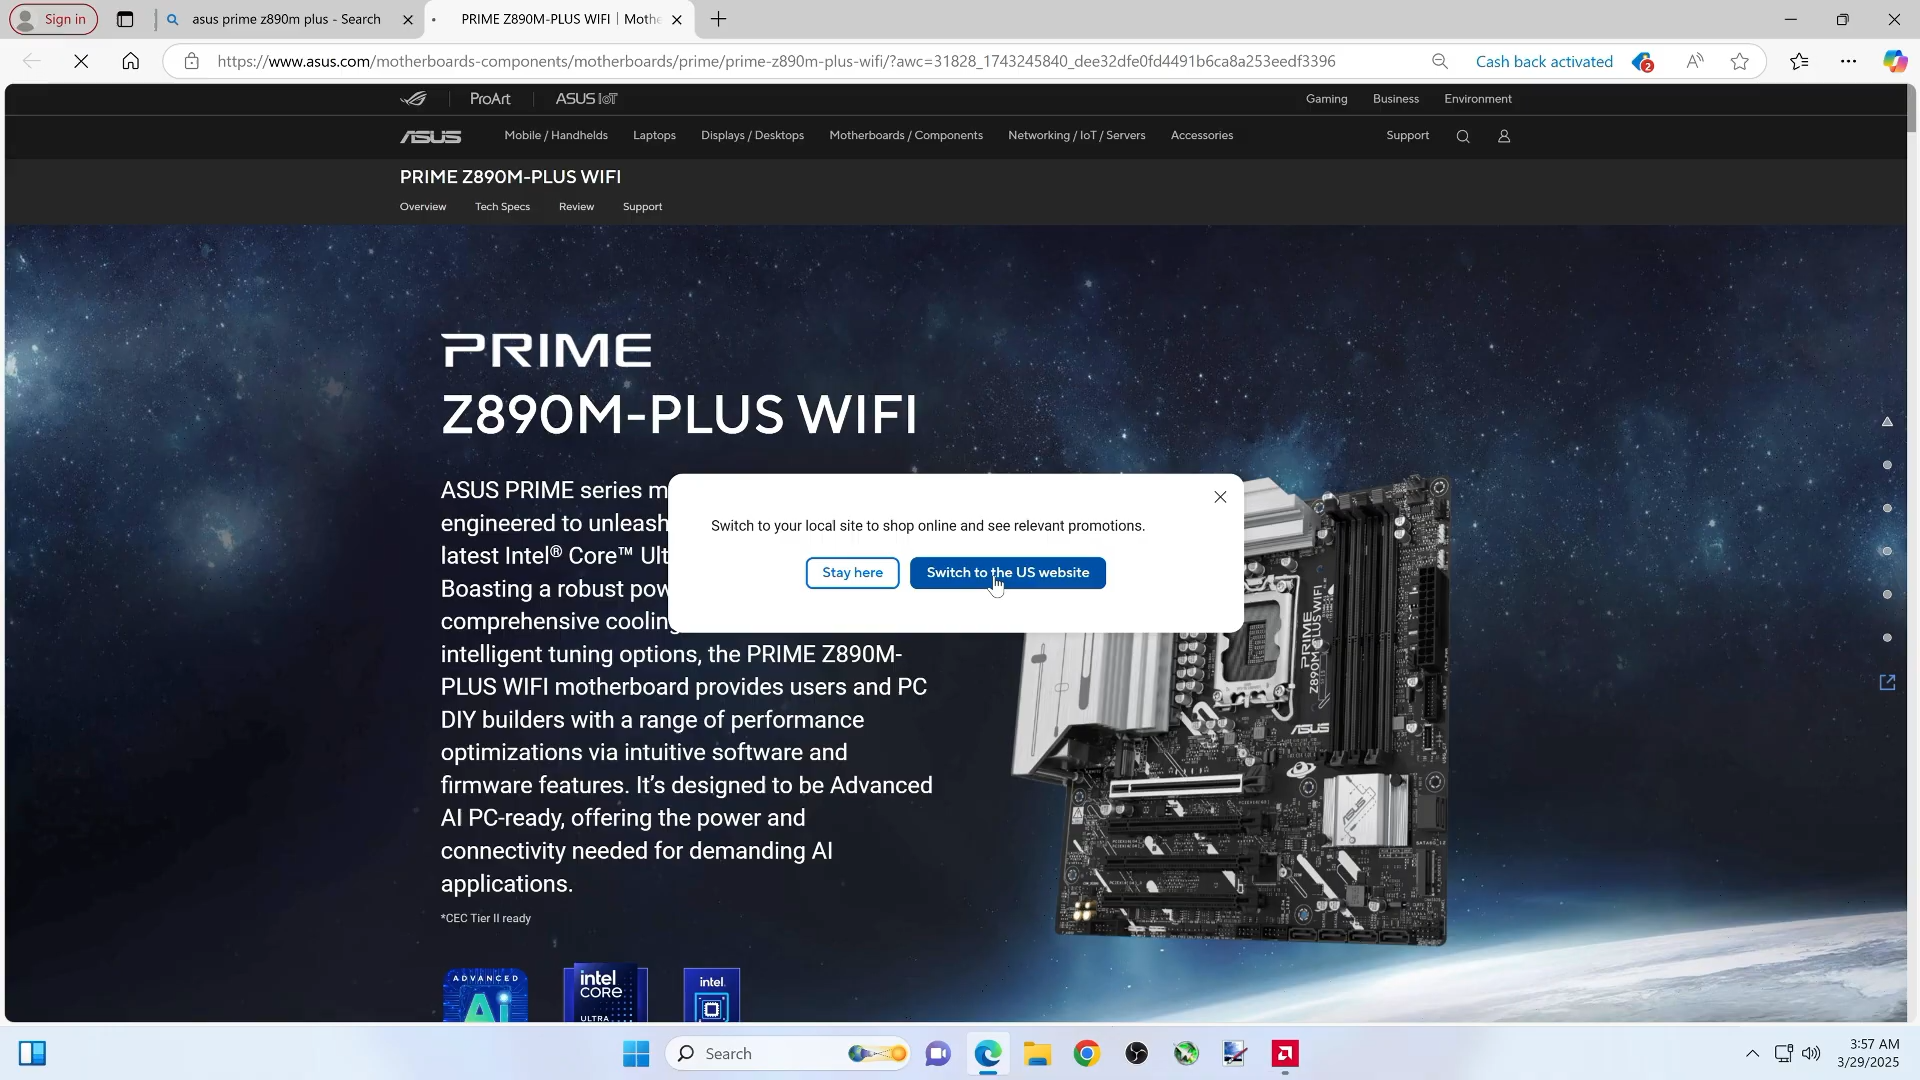 Sign in
asus prime z890m plus - Search
PRIME Z890M-PLUS WIFI | Mothe
https://www.asus.com/motherboards-components/motherboards/prime/prime-z890m-plus-wifi/?awc=31828_1743245840_dee32dfe0fd4491b6ca8a253eedf3396
Cash back activated
2
ProArt
ASUS IoT
Gaming
Business
Environment
ASUS
Mobile / Handhelds
Laptops
Displays / Desktops
Motherboards / Components
Networking / IoT / Servers
Accessories
Support
PRIME Z890M-PLUS WIFI
Overview
Tech Specs
Review
Support
PRIME
Z890M-PLUS WIFI
ASUS PRIME series m
engineered to unleash
latest Intel® Core™ Ult
Boasting a robust pow
comprehensive cooling
intelligent tuning options, the PRIME Z890M-
PLUS WIFI motherboard provides users and PC
DIY builders with a range of performance
optimizations via intuitive software and
firmware features. It’s designed to be Advanced
AI PC-ready, offering the power and
connectivity needed for demanding AI
applications.
*CEC Tier II ready
Switch to your local site to shop online and see relevant promotions.
Stay here
Switch to the US website
PRIME
Z890M-PLUS WIFI
ASUS
ADVANCED
Ai
intel
CORE
ULTRA
intel.
Search
3:57 AM
3/29/2025